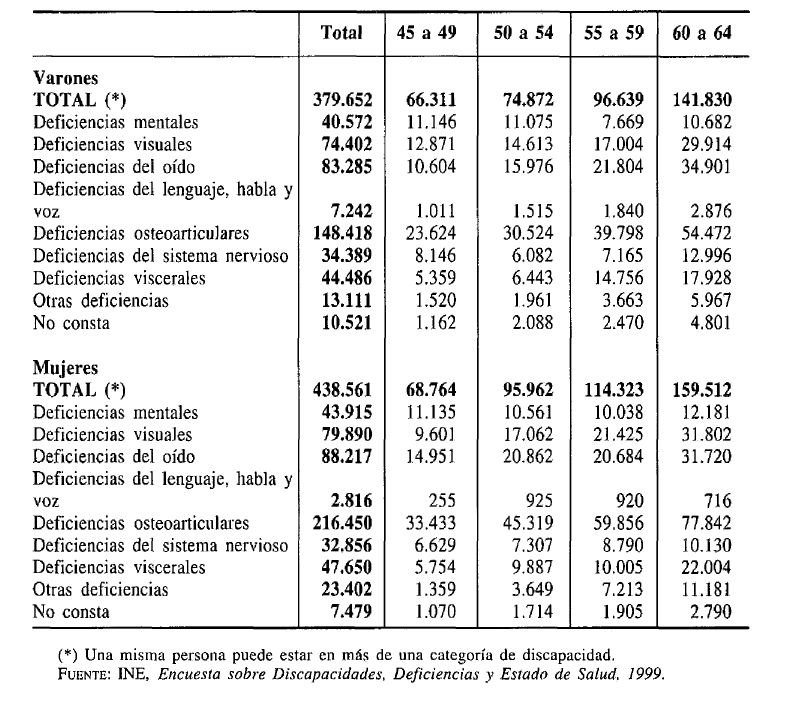 Total 45 a 49 50 a 54 55 a 59 60 a 64
Varones
TOTAL (*) 379.652 66.311 74.872 96.639 141.830
Deficiencias mentales 40.572 11.146 11.075 7.669 10.682
Deficiencias visuales 74.402 12.871 14.613 17.004 29.914
Deficiencias del oído 83.285 10.604 15.976 21.804 34.901
Deficiencias del lenguaje, habla y
voz 7.242 1.011 1.515 1.840 2.876
Deficiencias osteoarticulares 148.418 23.624 30.524 39.798 54.472
Deficiencias del sistema nervioso 34.389 8.146 6.082 7.165 12.996
Deficiencias viscerales 44.486 5.359 6.443 14.756 17.928
Otras deficiencias 13.111 1.520 1.961 3.663 5.967
No consta 10.521 1.162 2.088 2.470 4.801
Mujeres
TOTAL (*) 438.561 68.764 95.962 114.323 159.512
Deficiencias mentales 43.915 11.135 10.561 10.038 12.181
Deficiencias visuales 79.890 9.601 17.062 21.425 31.802
Deficiencias del oído 88.217 14.951 20.862 20.684 31.720
Deficiencias del lenguaje, habla y
voz 2.816 255 925 920 716
Deficiencias osteoarticulares 216.450 33.433 45.319 59.856 77.842
Deficiencias del sistema nervioso 32.856 6.629 7.307 8.790 10.130
Deficiencias viscerales 47.650 5.754 9.887 10.005 22.004
Otras deficiencias 23.402 1.359 3.649 7.213 11.181
No consta 7.479 1.070 1.714 1.905 2.790
(*) Una misma persona puede estar en más de una categoría de discapacidad.
FUENTE: INE, Encuesta sobre Discapacidades, Deficiencias y Estado de Salud, 1999.